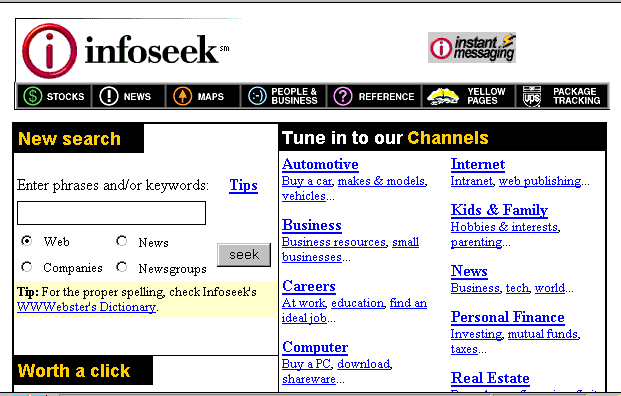 infoseek sm
instant messaging
STOCKS NEWS MAPS PEOPLE & BUSINESS REFERENCE YELLOW PAGES ups PACKAGE TRACKING
New search
Enter phrases and/or keywords: Tips
Web News
Companies Newsgroups
seek
Tip: For the proper spelling, check Infoseek's
WWWebster's Dictionary.
Worth a click
Tune in to our Channels
Automotive
Buy a car, makes & models,
vehicles...
Business
Business resources, small
businesses...
Careers
At work, education, find an
ideal job...
Computer
Buy a PC, download,
shareware...
Internet
Intranet, web publishing...
Kids & Family
Hobbies & interests,
parenting...
News
Business, tech, world...
Personal Finance
Investing, mutual funds,
taxes...
Real Estate